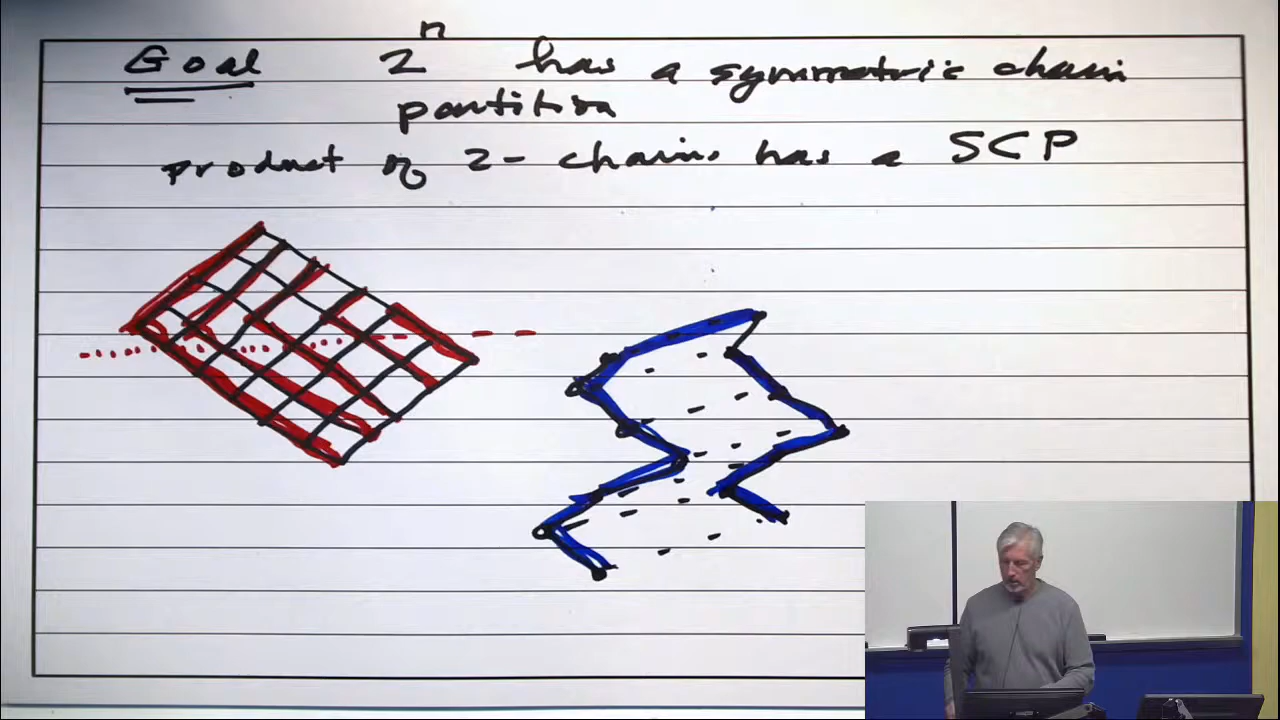 Goal 2^n has a symmetric chain
partition
product of 2-chains has a SCP